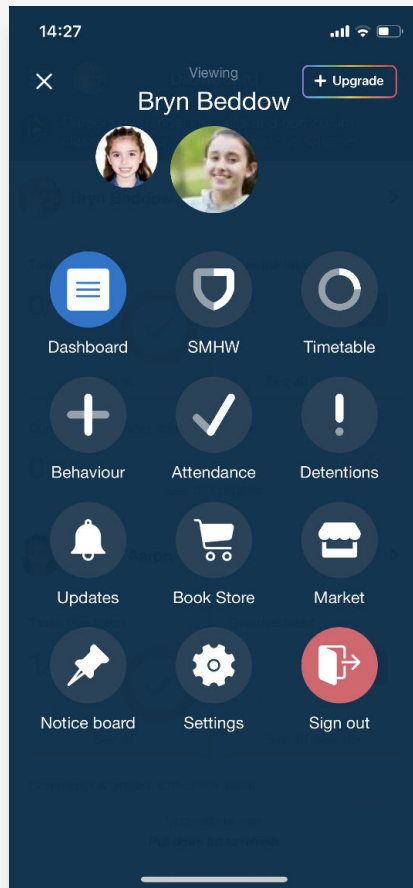 14:27
Viewing
+ Upgrade
Bryn Beddow
Dashboard SMHW Timetable
Behaviour Attendance Detentions
Updates Book Store Market
Notice board Settings Sign out